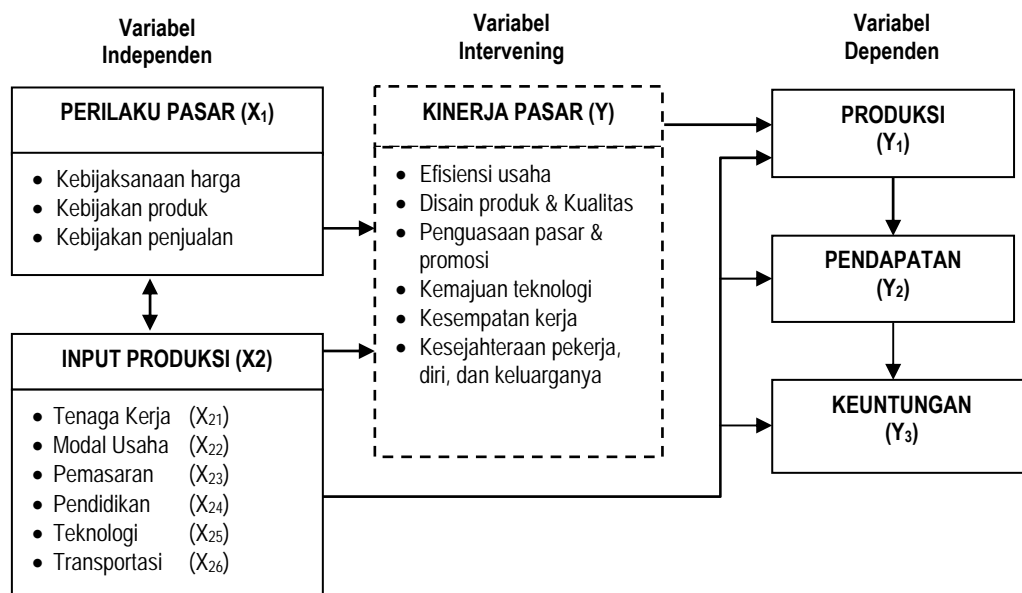 Variabel
Independen
Variabel
Intervening
Variabel
Dependen
PERILAKU PASAR (X₁)
• Kebijaksanaan harga
• Kebijakan produk
• Kebijakan penjualan
INPUT PRODUKSI (X2)
• Tenaga Kerja (X₂₁)
• Modal Usaha (X₂₂)
• Pemasaran (X₂₃)
• Pendidikan (X₂₄)
• Teknologi (X₂₅)
• Transportasi (X₂₆)
KINERJA PASAR (Y)
• Efisiensi usaha
• Disain produk & Kualitas
• Penguasaan pasar &
promosi
• Kemajuan teknologi
• Kesempatan kerja
• Kesejahteraan pekerja,
diri, dan keluarganya
PRODUKSI
(Y₁)
PENDAPATAN
(Y₂)
KEUNTUNGAN
(Y₃)